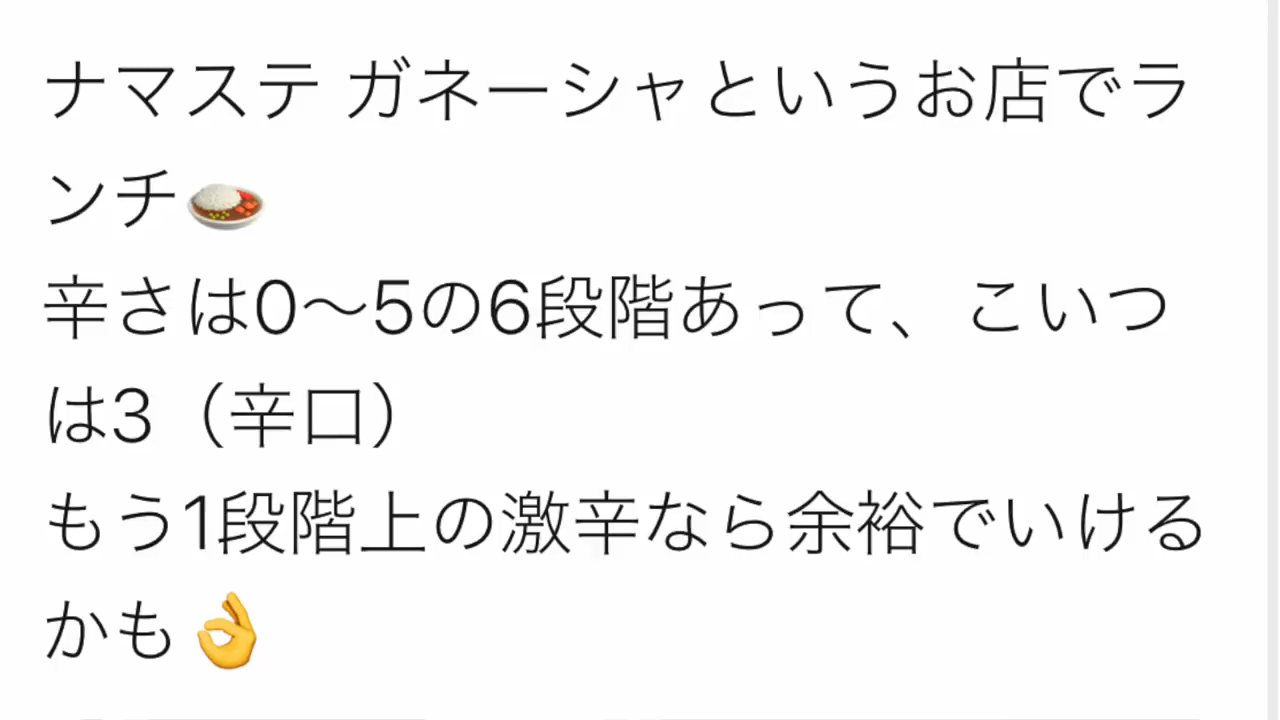 ナマステ ガネーシャというお店でラ
ンチ🍛
辛さは0〜5の6段階あって、こいつ
は3（辛口）
もう1段階上の激辛なら余裕でいける
かも👌